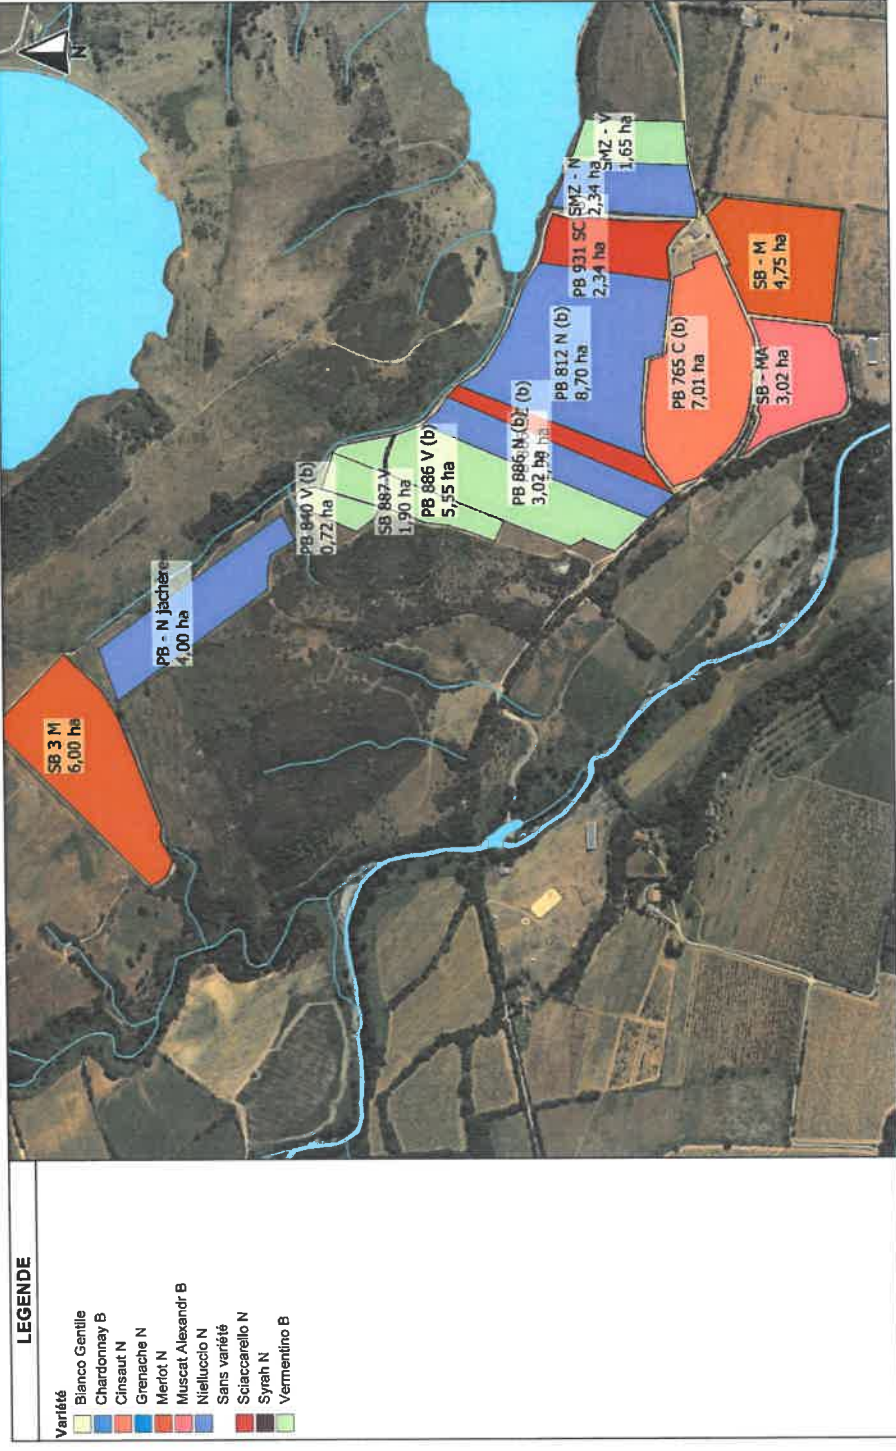 LEGENDE
Variété
Bianco Gentile
Chardonnay B
Cinsaut N
Grenache N
Merlot N
Muscat Alexandr B
Niellucclo N
Sans variété
Sciaccarello N
Syrah N
Vermentino B
N
SB 3 M
6,00 ha
PB - N jachère
4,00 ha
PB 840 V (b)
0,72 ha
SB 887 V
1,90 ha
PB 886 V (b)
5,55 ha
PB 886 N (b)
3,02 ha
(b)
ha
PB 812 N (b)
8,70 ha
PB 931 SC
2,34 ha
SMZ - N
2,34 ha
SMZ - V
1,65 ha
PB 765 C (b)
7,01 ha
SB - MA
3,02 ha
SB - M
4,75 ha